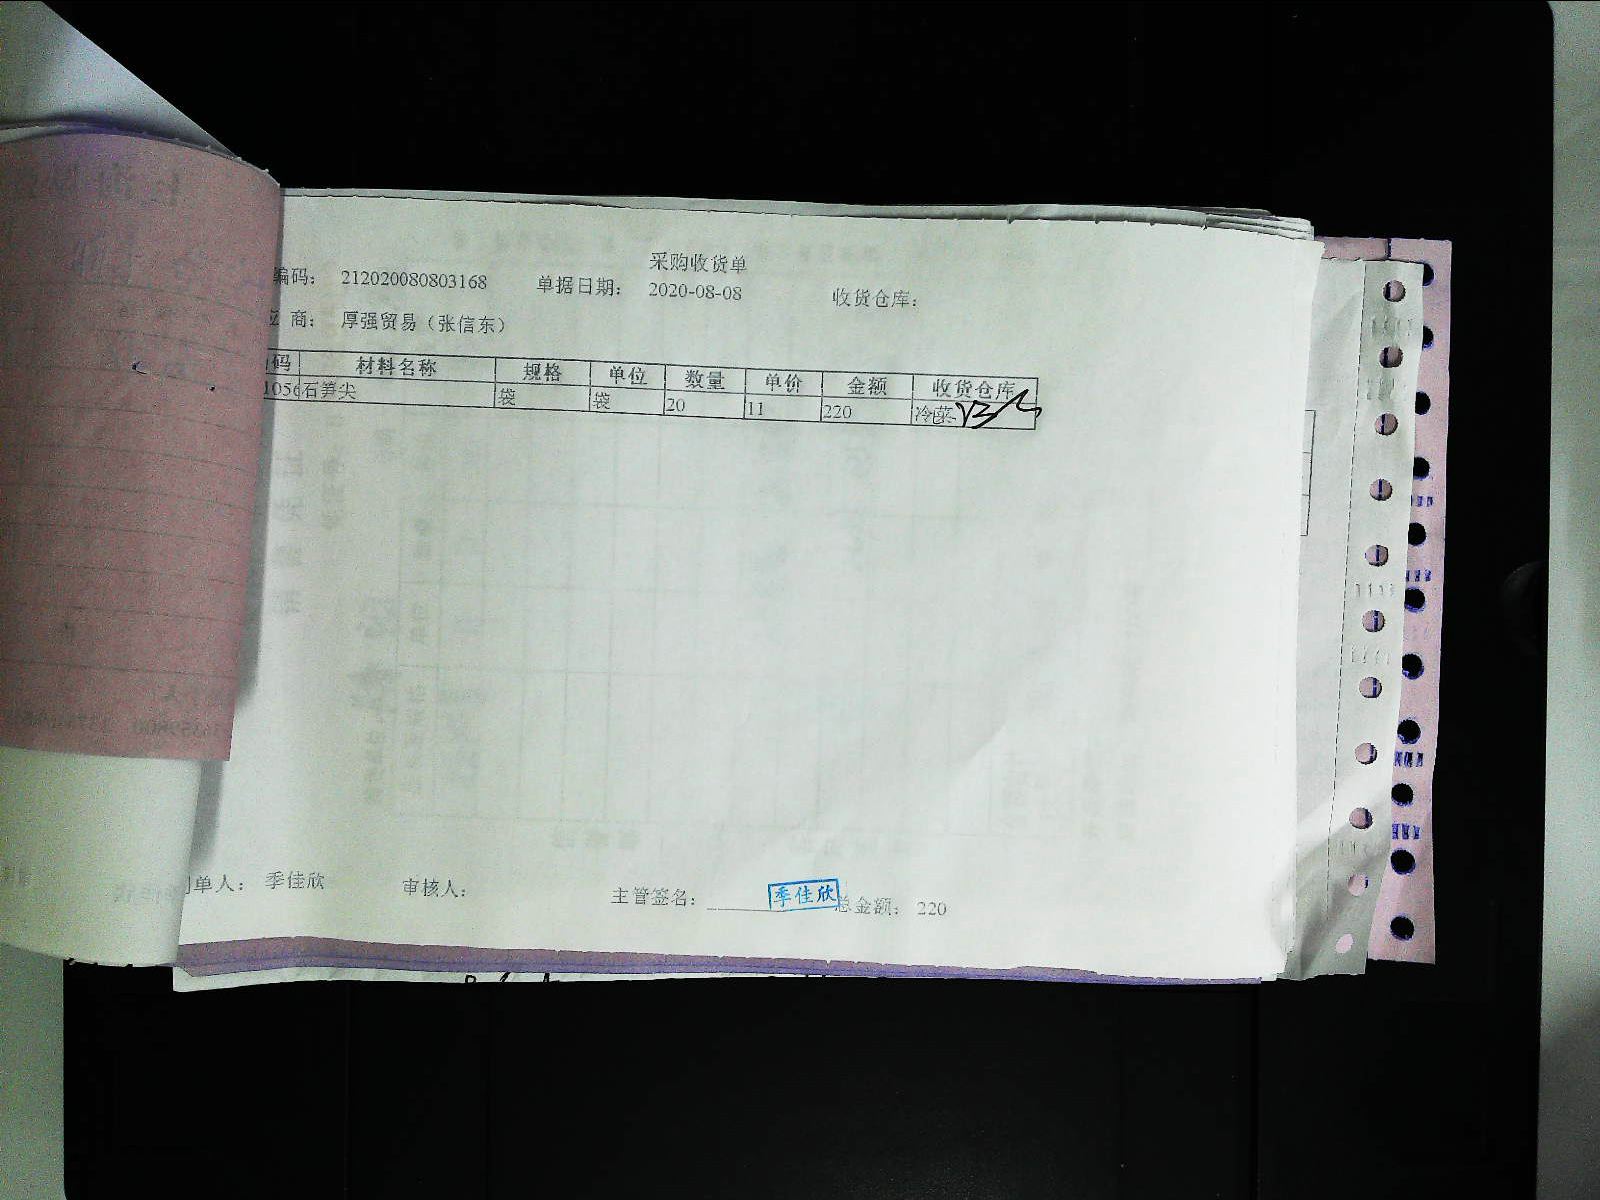 采购收货单
编码： 212020080803168 单据日期： 2020-08-08 收货仓库：
应 商： 厚强贸易（张信东）
码 材料名称 规格 单位 数量 单价 金额 收货仓库
1056 石笋尖 袋 袋 20 11 220 冷菜
单人： 季佳欣 审核人： 主管签名： 季佳欣 总金额： 220